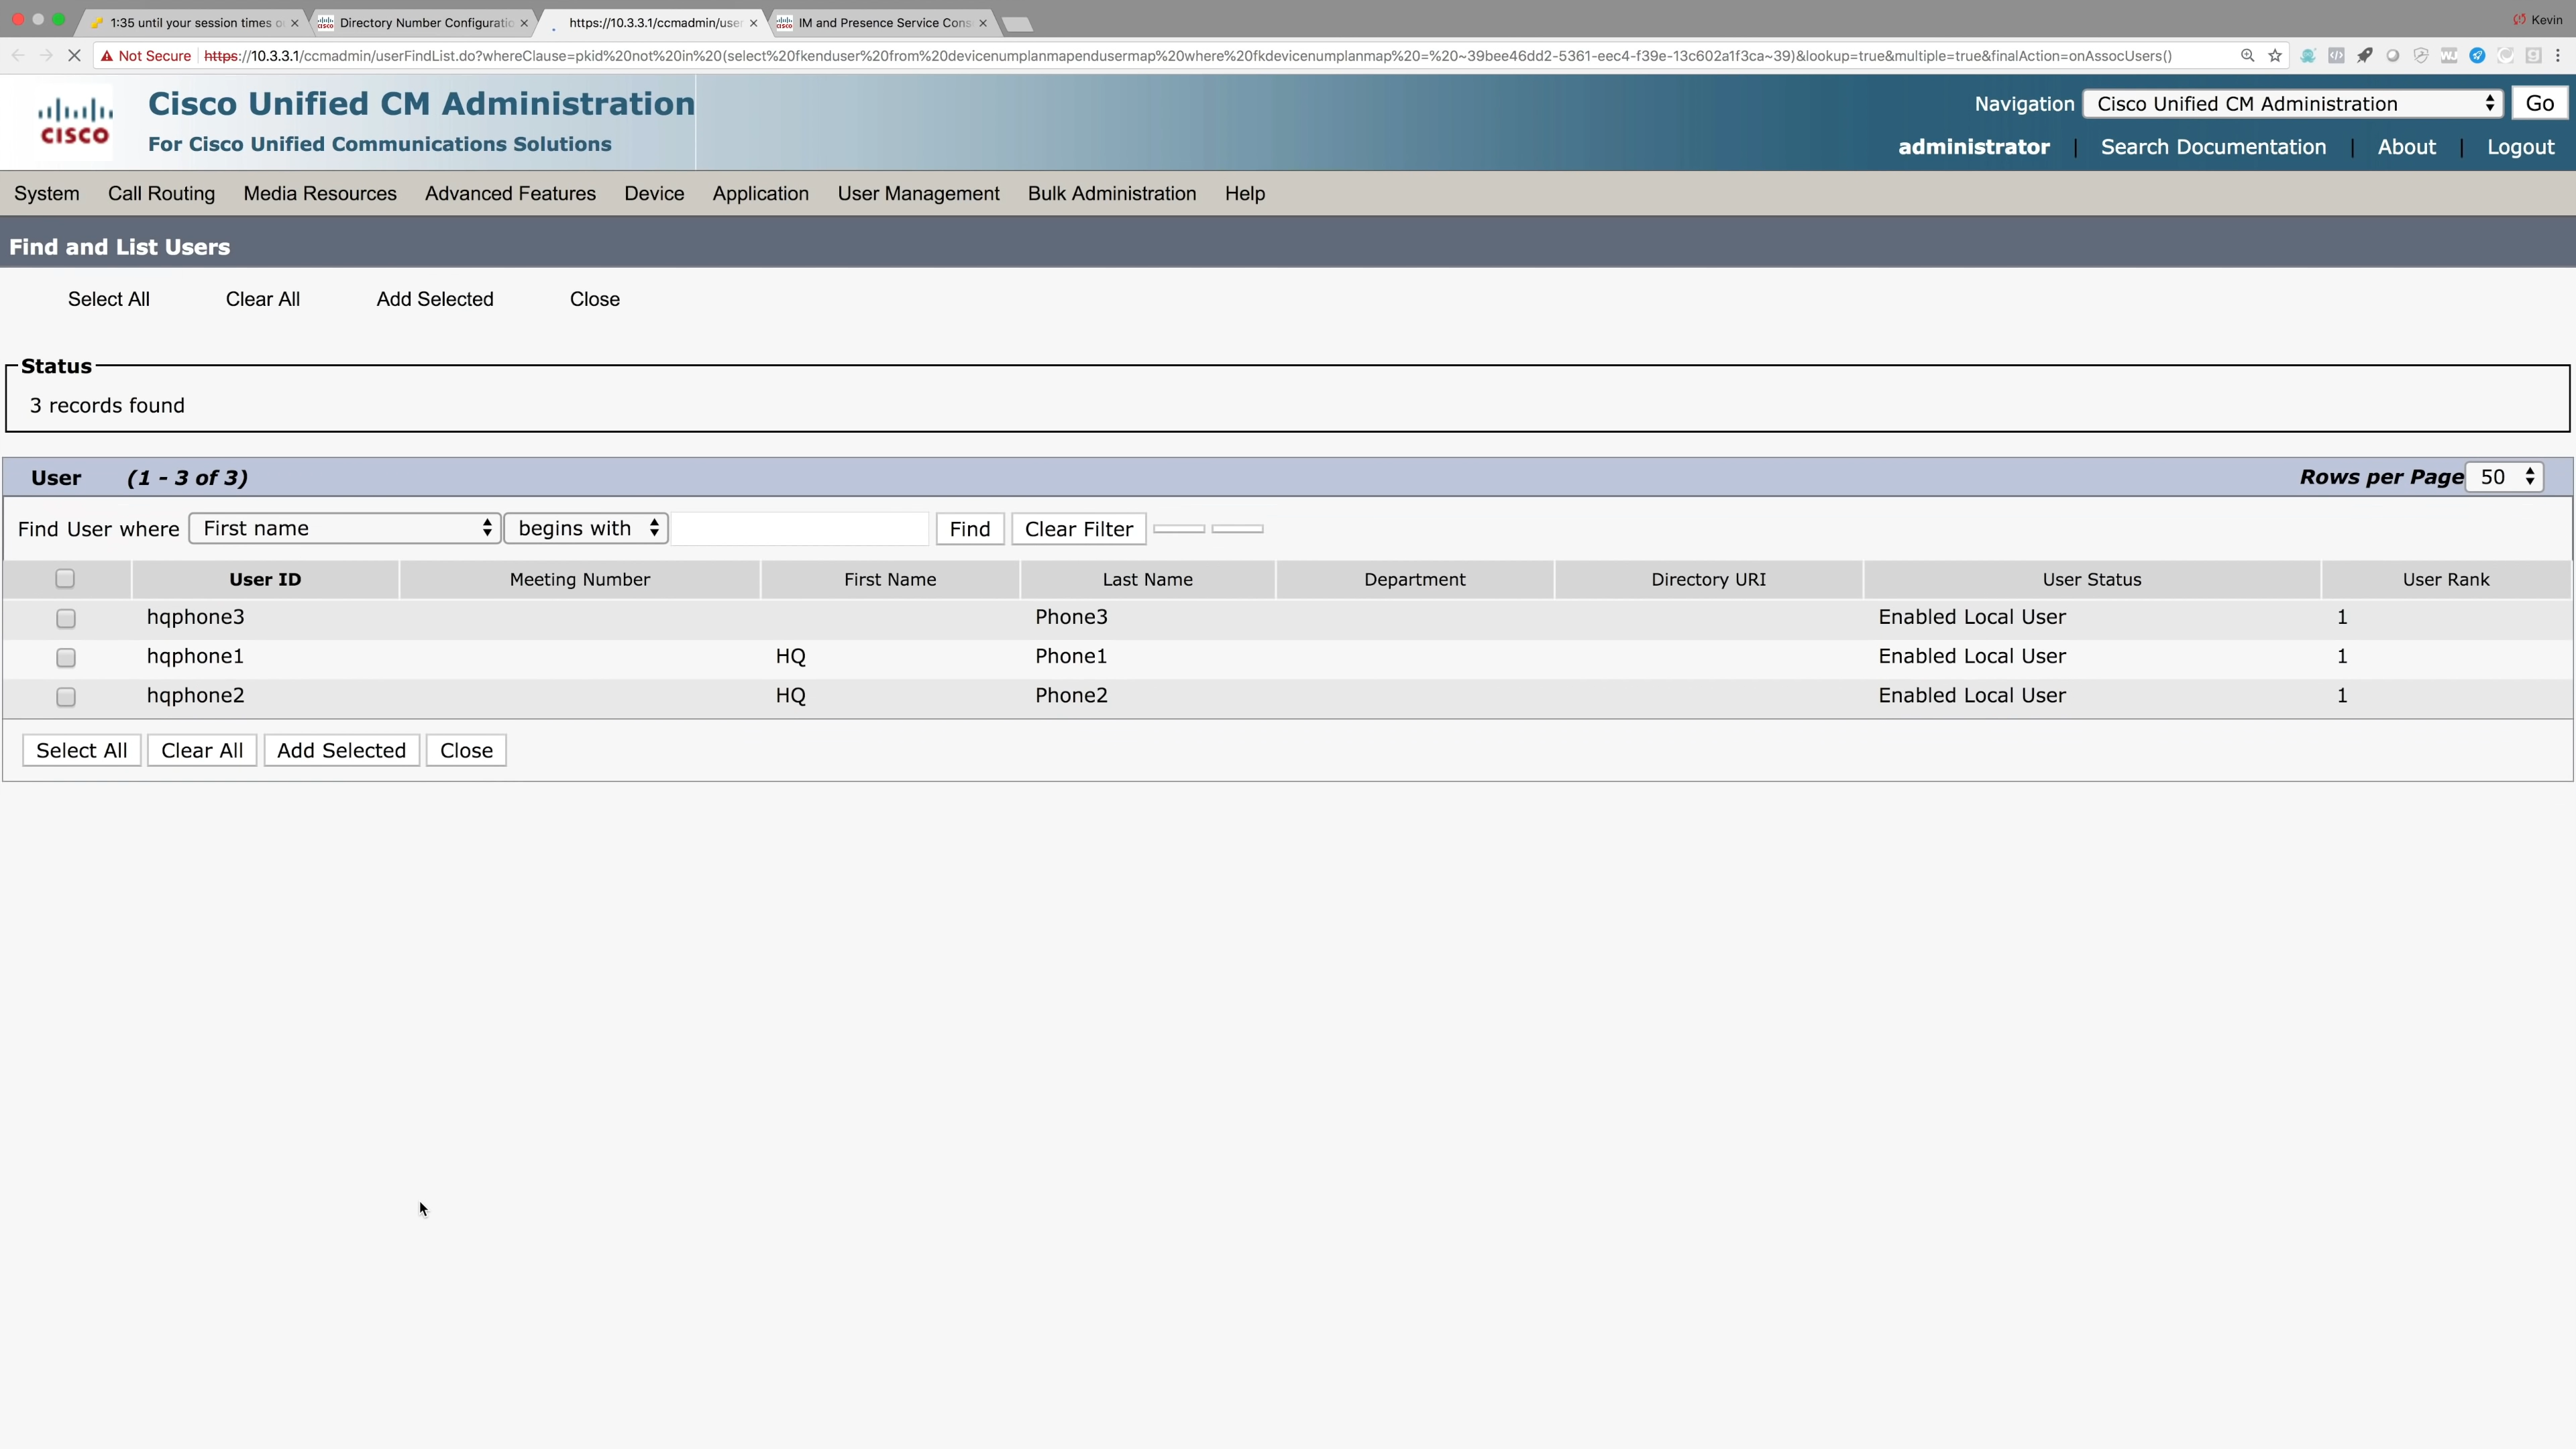 1:35 until your session times o
Directory Number Configuratio
https://10.3.3.1/ccmadmin/user
IM and Presence Service Cons
Kevin
Not Secure
https://10.3.3.1/ccmadmin/userFindList.do?whereClause=pkid%20not%20in%20(select%20fkenduser%20from%20devicenumplanmapendusermap%20where%20fkdevicenumplanmap%20=%20~39bee46dd2-5361-eec4-f39e-13c602a1f3ca~39)&lookup=true&multiple=true&finalAction=onAssocUsers()
CISCO
Cisco Unified CM Administration
For Cisco Unified Communications Solutions
Navigation Cisco Unified CM Administration Go
administrator | Search Documentation | About | Logout
System Call Routing Media Resources Advanced Features Device Application User Management Bulk Administration Help
Find and List Users
Select All Clear All Add Selected Close
Status
3 records found
User (1 - 3 of 3) Rows per Page 50
Find User where First name begins with Find Clear Filter
User ID Meeting Number First Name Last Name Department Directory URI User Status User Rank
hqphone3 Phone3 Enabled Local User 1
hqphone1 HQ Phone1 Enabled Local User 1
hqphone2 HQ Phone2 Enabled Local User 1
Select All Clear All Add Selected Close